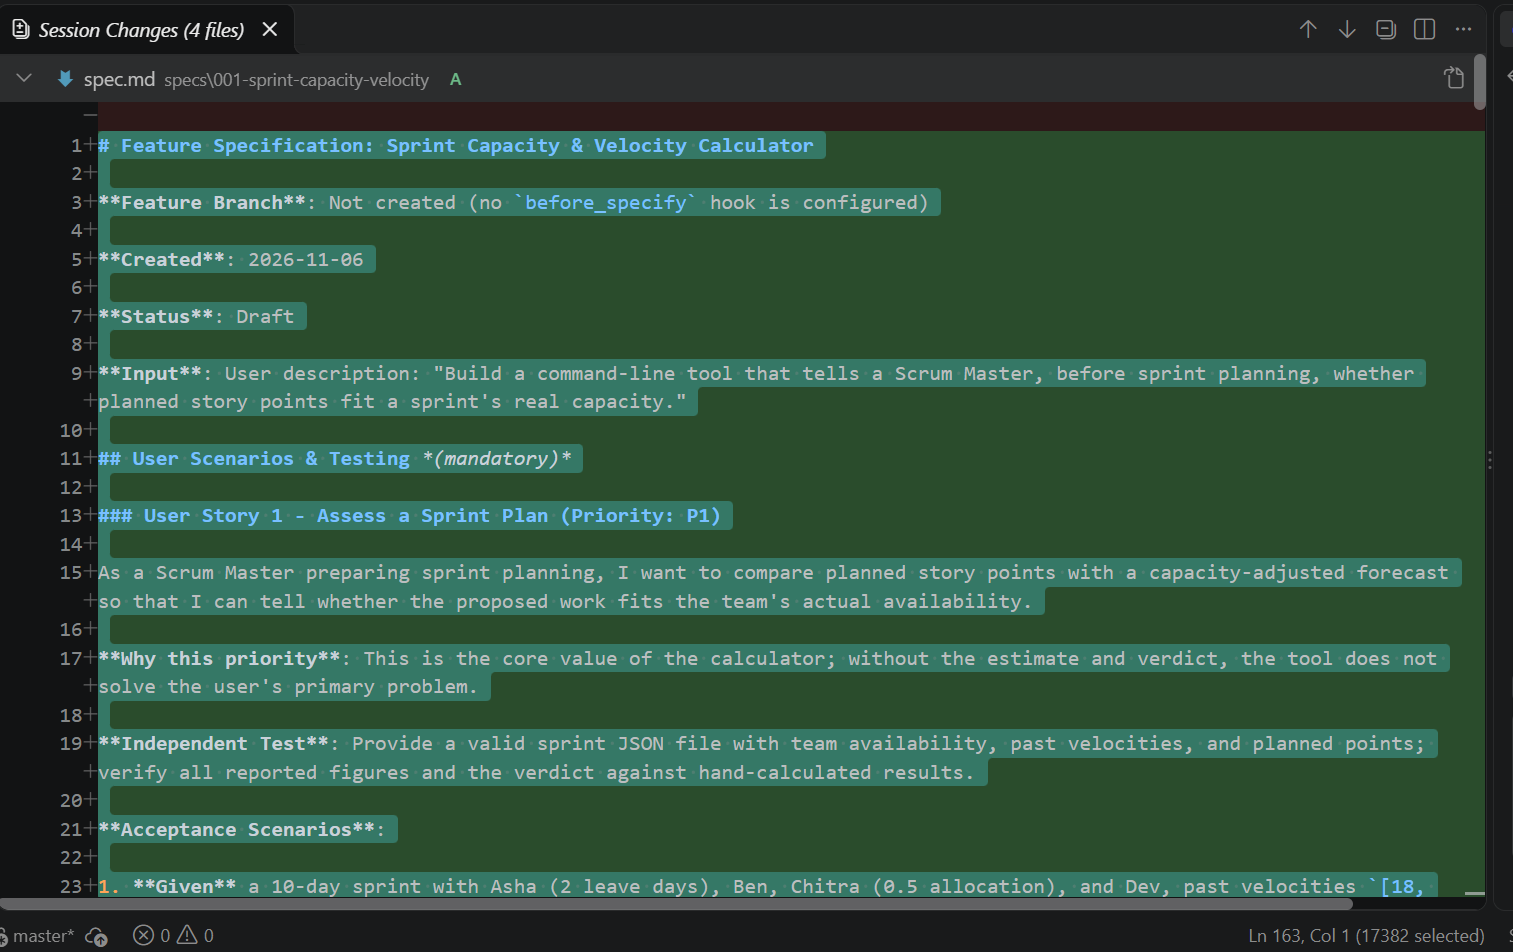 Session Changes (4 files)
spec.md specs\001-sprint-capacity-velocity A
1 # Feature Specification: Sprint Capacity & Velocity Calculator
2
3 **Feature Branch**: Not created (no `before_specify` hook is configured)
4
5 **Created**: 2026-11-06
6
7 **Status**: Draft
8
9 **Input**: User description: "Build a command-line tool that tells a Scrum Master, before sprint planning, whether
planned story points fit a sprint's real capacity."
10
11 ## User Scenarios & Testing *(mandatory)*
12
13 ### User Story 1 - Assess a Sprint Plan (Priority: P1)
14
15 As a Scrum Master preparing sprint planning, I want to compare planned story points with a capacity-adjusted forecast
so that I can tell whether the proposed work fits the team's actual availability.
16
17 **Why this priority**: This is the core value of the calculator; without the estimate and verdict, the tool does not
solve the user's primary problem.
18
19 **Independent Test**: Provide a valid sprint JSON file with team availability, past velocities, and planned points;
verify all reported figures and the verdict against hand-calculated results.
20
21 **Acceptance Scenarios**:
22
23 1. **Given** a 10-day sprint with Asha (2 leave days), Ben, Chitra (0.5 allocation), and Dev, past velocities `[18,
master* 0 0
Ln 163, Col 1 (17382 selected)